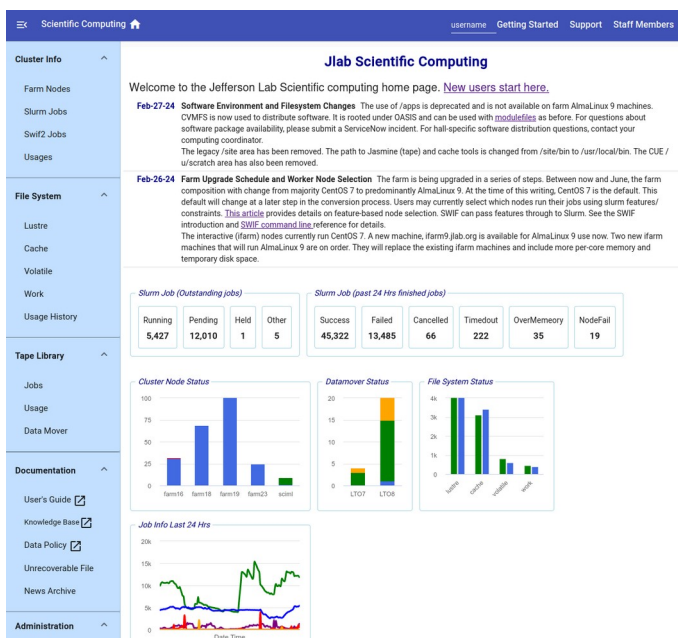 Scientific Computing
username Getting Started Support Staff Members
Cluster Info
Farm Nodes
Slurm Jobs
Swif2 Jobs
Usages
File System
Lustre
Cache
Volatile
Work
Usage History
Tape Library
Jobs
Usage
Data Mover
Documentation
User's Guide
Knowledge Base
Data Policy
Unrecoverable File
News Archive
Administration
Jlab Scientific Computing
Welcome to the Jefferson Lab Scientific computing home page. New users start here.
Feb-27-24 Software Environment and Filesystem Changes The use of /apps is deprecated and is not available on farm AlmaLinux 9 machines.
CVMFS is now used to distribute software. It is rooted under OASIS and can be used with modulefiles as before. For questions about
software package availability, please submit a ServiceNow incident. For hall-specific software distribution questions, contact your
computing coordinator.
The legacy /site area has been removed. The path to Jasmine (tape) and cache tools is changed from /site/bin to /usr/local/bin. The CUE /
u/scratch area has also been removed.
Feb-26-24 Farm Upgrade Schedule and Worker Node Selection The farm is being upgraded in a series of steps. Between now and June, the farm
composition with change from majority CentOS 7 to predominantly AlmaLinux 9. At the time of this writing, CentOS 7 is the default. This
default will change at a later step in the conversion process. Users may currently select which nodes run their jobs using slurm features/
constraints. This article provides details on feature-based node selection. SWIF can pass features through to Slurm. See the SWIF
introduction and SWIF command line reference for details.
The interactive (ifarm) nodes currently run CentOS 7. A new machine, ifarm9.jlab.org is available for AlmaLinux 9 use now. Two new ifarm
machines that will run AlmaLinux 9 are on order. They will replace the existing ifarm machines and include more per-core memory and
temporary disk space.
Slurm Job (Outstanding jobs)
Running Pending Held Other
5,427 12,010 1 5
Slurm Job (past 24 Hrs finished jobs)
Success Failed Cancelled Timedout OverMemeory NodeFail
45,322 13,485 66 222 35 19
Cluster Node Status
100
75
50
25
0
farm16 farm18 farm19 farm23 sciml
Datamover Status
20
15
10
5
0
LTO7 LTO8
File System Status
4k
3k
2k
1k
0
lustre cache volatile work
Job Info Last 24 Hrs
20k
15k
10k
5k
0
Date Time